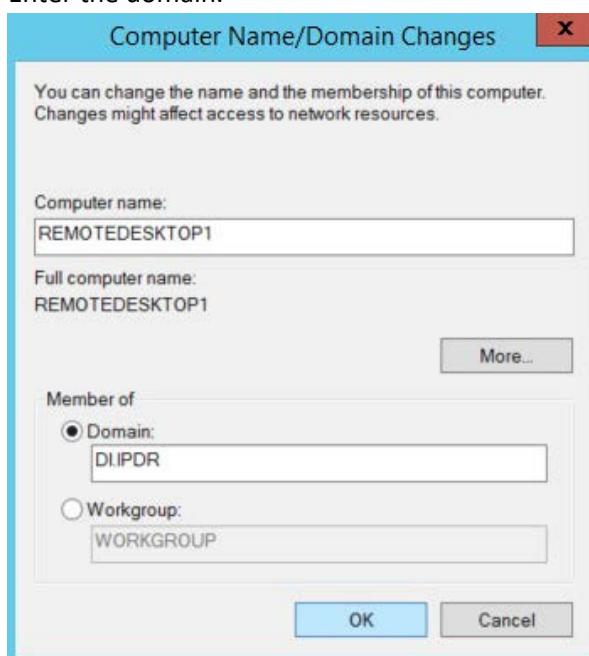 Enter the domain:
Computer Name/Domain Changes
x
You can change the name and the membership of this computer.
Changes might affect access to network resources.
Computer name:
REMOTEDESKTOP1
Full computer name:
REMOTEDESKTOP1
More...
Member of
Domain:
DI.IPDR
Workgroup:
WORKGROUP
OK
Cancel